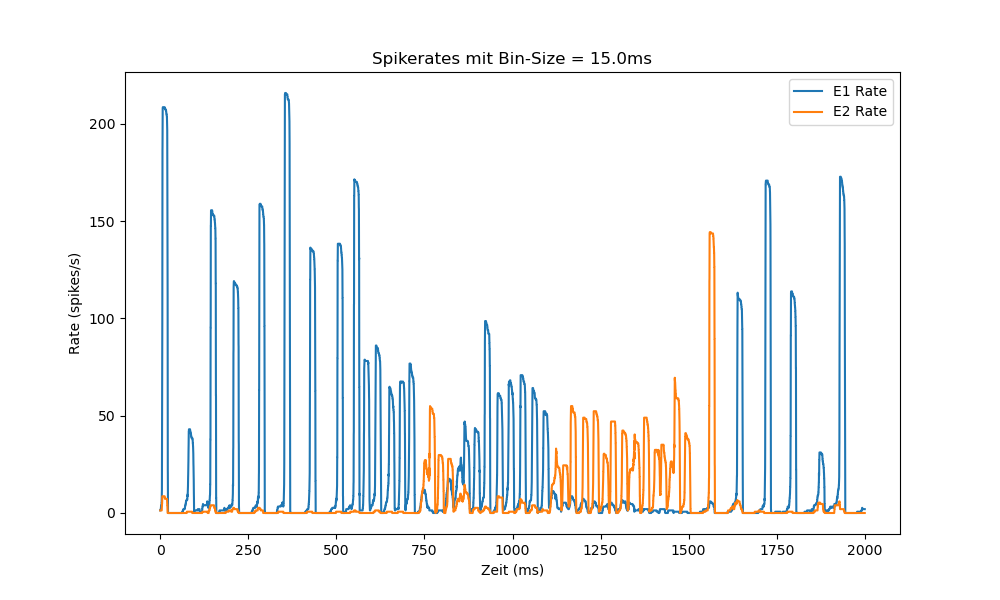 Spikerates mit Bin-Size = 15.0ms
E1 Rate
E2 Rate
Rate (spikes/s)
200
150
100
50
0
0 250 500 750 1000 1250 1500 1750 2000
Zeit (ms)